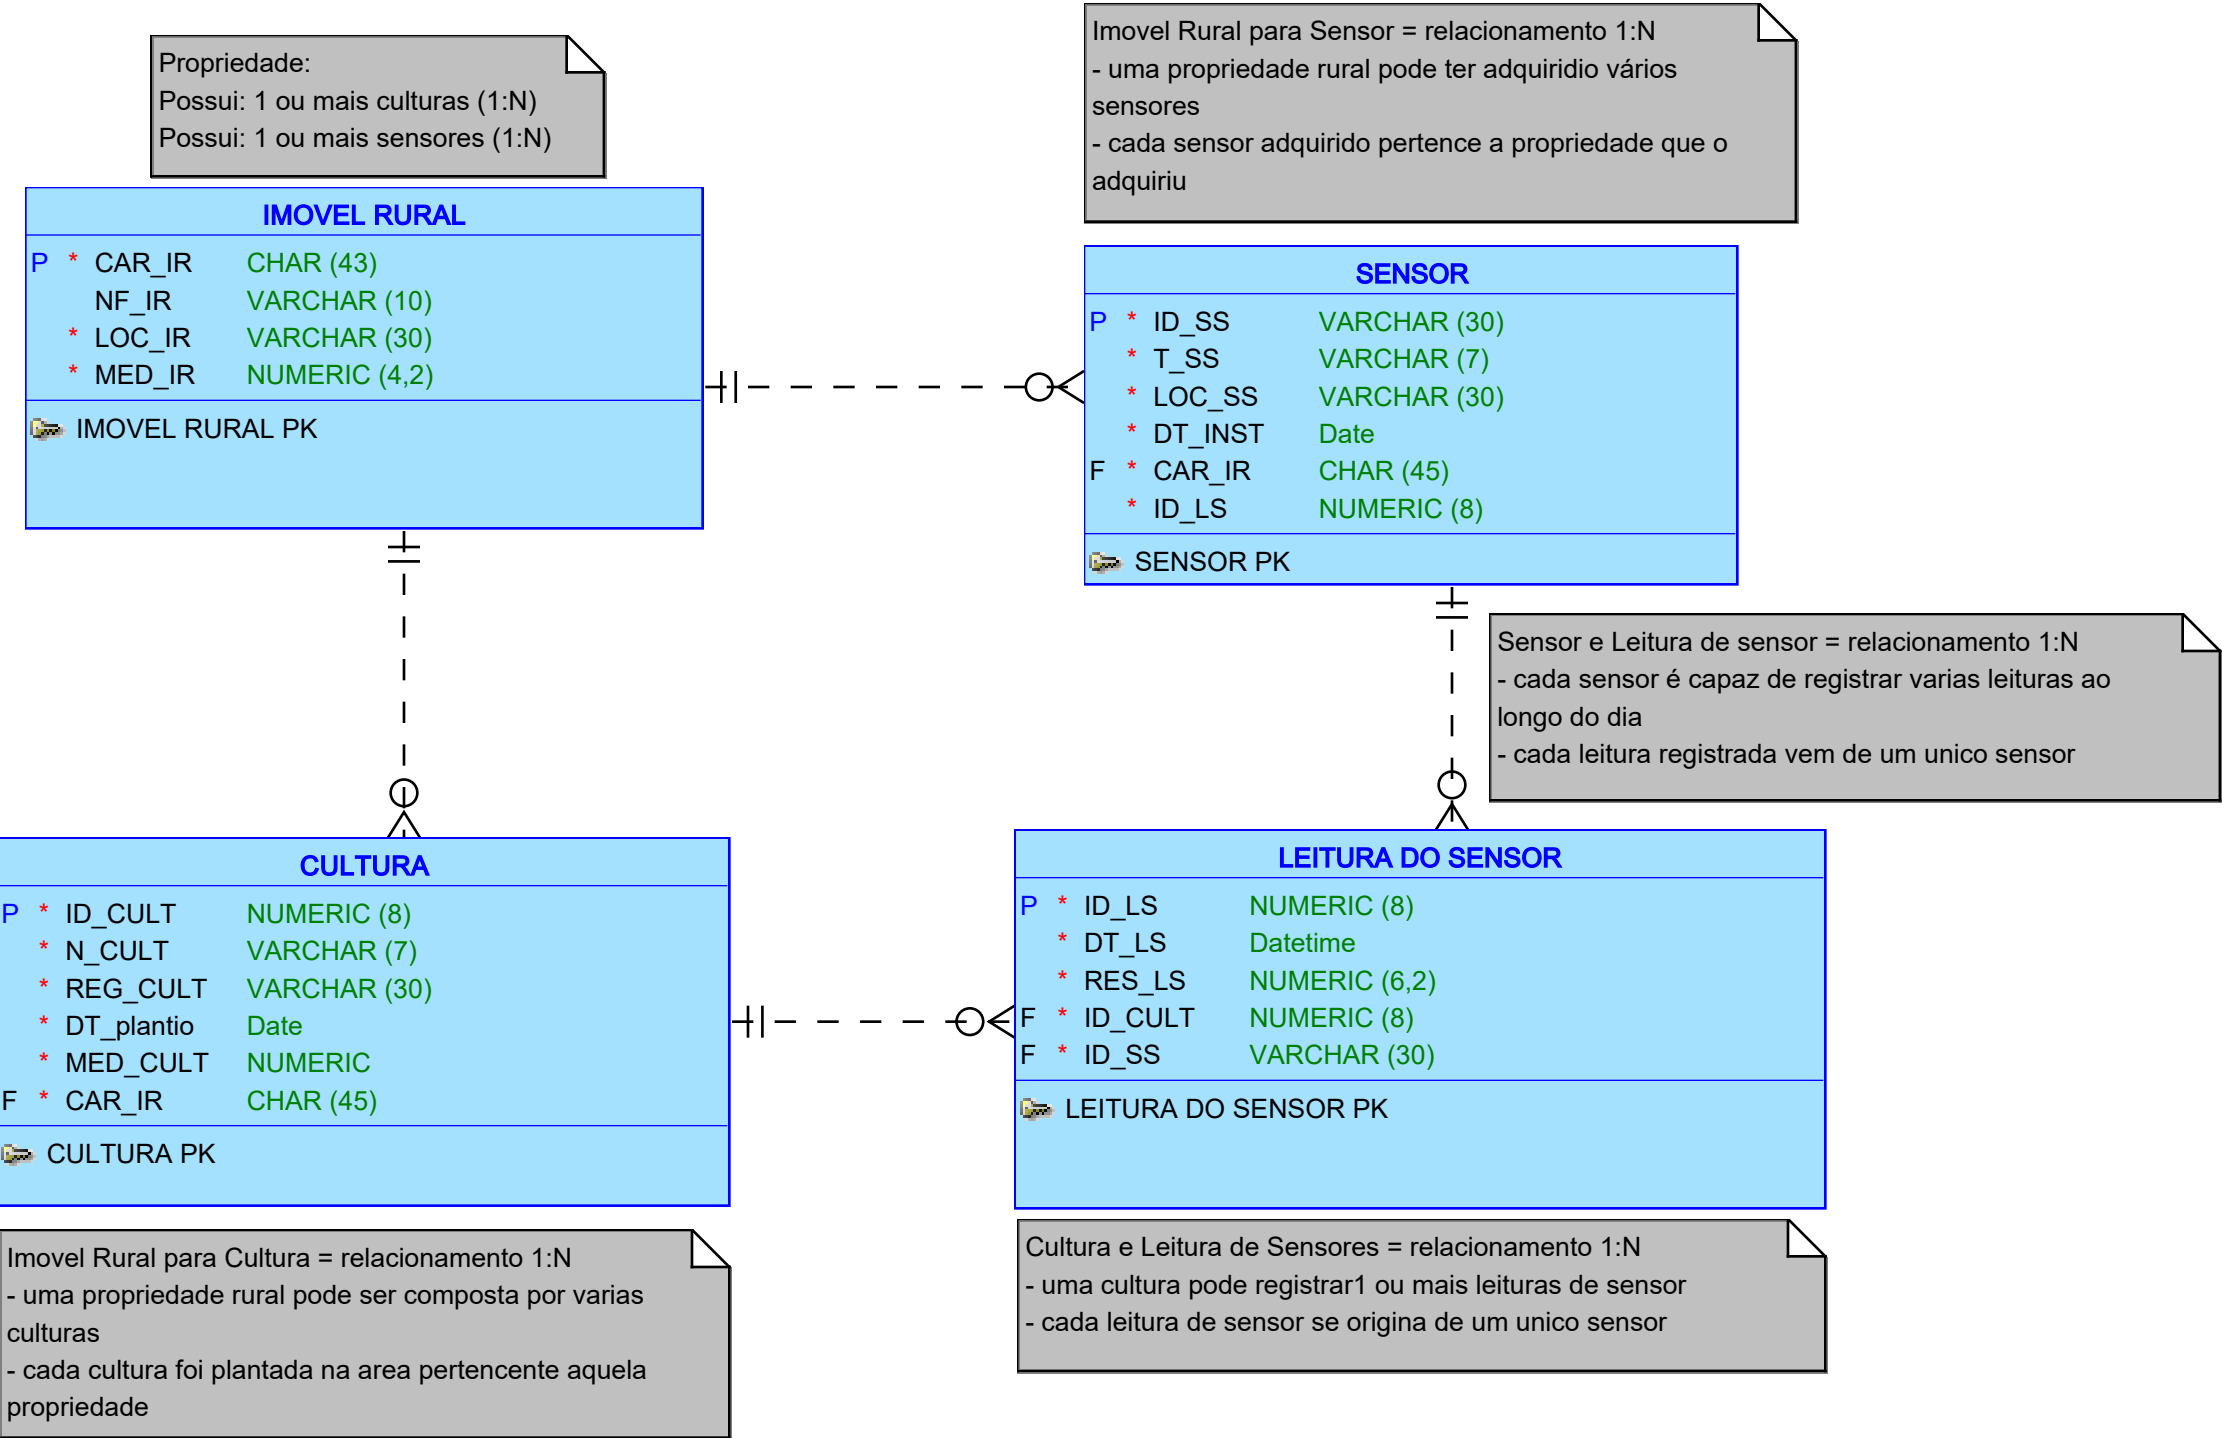 Propriedade:
Possui: 1 ou mais culturas (1:N)
Possui: 1 ou mais sensores (1:N)
Imovel Rural para Sensor = relacionamento 1:N
- uma propriedade rural pode ter adquiridio vários
sensores
- cada sensor adquirido pertence a propriedade que o
adquiriu
IMOVEL RURAL
P * CAR_IR CHAR (43)
NF_IR VARCHAR (10)
* LOC_IR VARCHAR (30)
* MED_IR NUMERIC (4,2)
IMOVEL RURAL PK
SENSOR
P * ID_SS VARCHAR (30)
* T_SS VARCHAR (7)
* LOC_SS VARCHAR (30)
* DT_INST Date
F * CAR_IR CHAR (45)
* ID_LS NUMERIC (8)
SENSOR PK
Sensor e Leitura de sensor = relacionamento 1:N
- cada sensor é capaz de registrar varias leituras ao
longo do dia
- cada leitura registrada vem de um unico sensor
CULTURA
P * ID_CULT NUMERIC (8)
* N_CULT VARCHAR (7)
* REG_CULT VARCHAR (30)
* DT_plantio Date
* MED_CULT NUMERIC
F * CAR_IR CHAR (45)
CULTURA PK
LEITURA DO SENSOR
P * ID_LS NUMERIC (8)
* DT_LS Datetime
* RES_LS NUMERIC (6,2)
F * ID_CULT NUMERIC (8)
F * ID_SS VARCHAR (30)
LEITURA DO SENSOR PK
Imovel Rural para Cultura = relacionamento 1:N
- uma propriedade rural pode ser composta por varias
culturas
- cada cultura foi plantada na area pertencente aquela
propriedade
Cultura e Leitura de Sensores = relacionamento 1:N
- uma cultura pode registrar1 ou mais leituras de sensor
- cada leitura de sensor se origina de um unico sensor